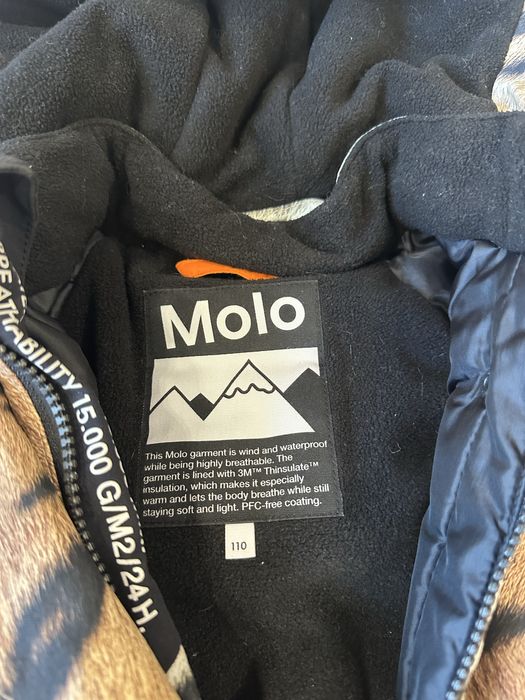 Molo
This Molo garment is wind and waterproof
while being highly breathable. The
garment is lined with 3M™ Thinsulate™
insulation, which makes it especially
warm and lets the body breathe while still
staying soft and light. PFC-free coating.
110
BREATHABILITY 15.000 G/M2/24H.